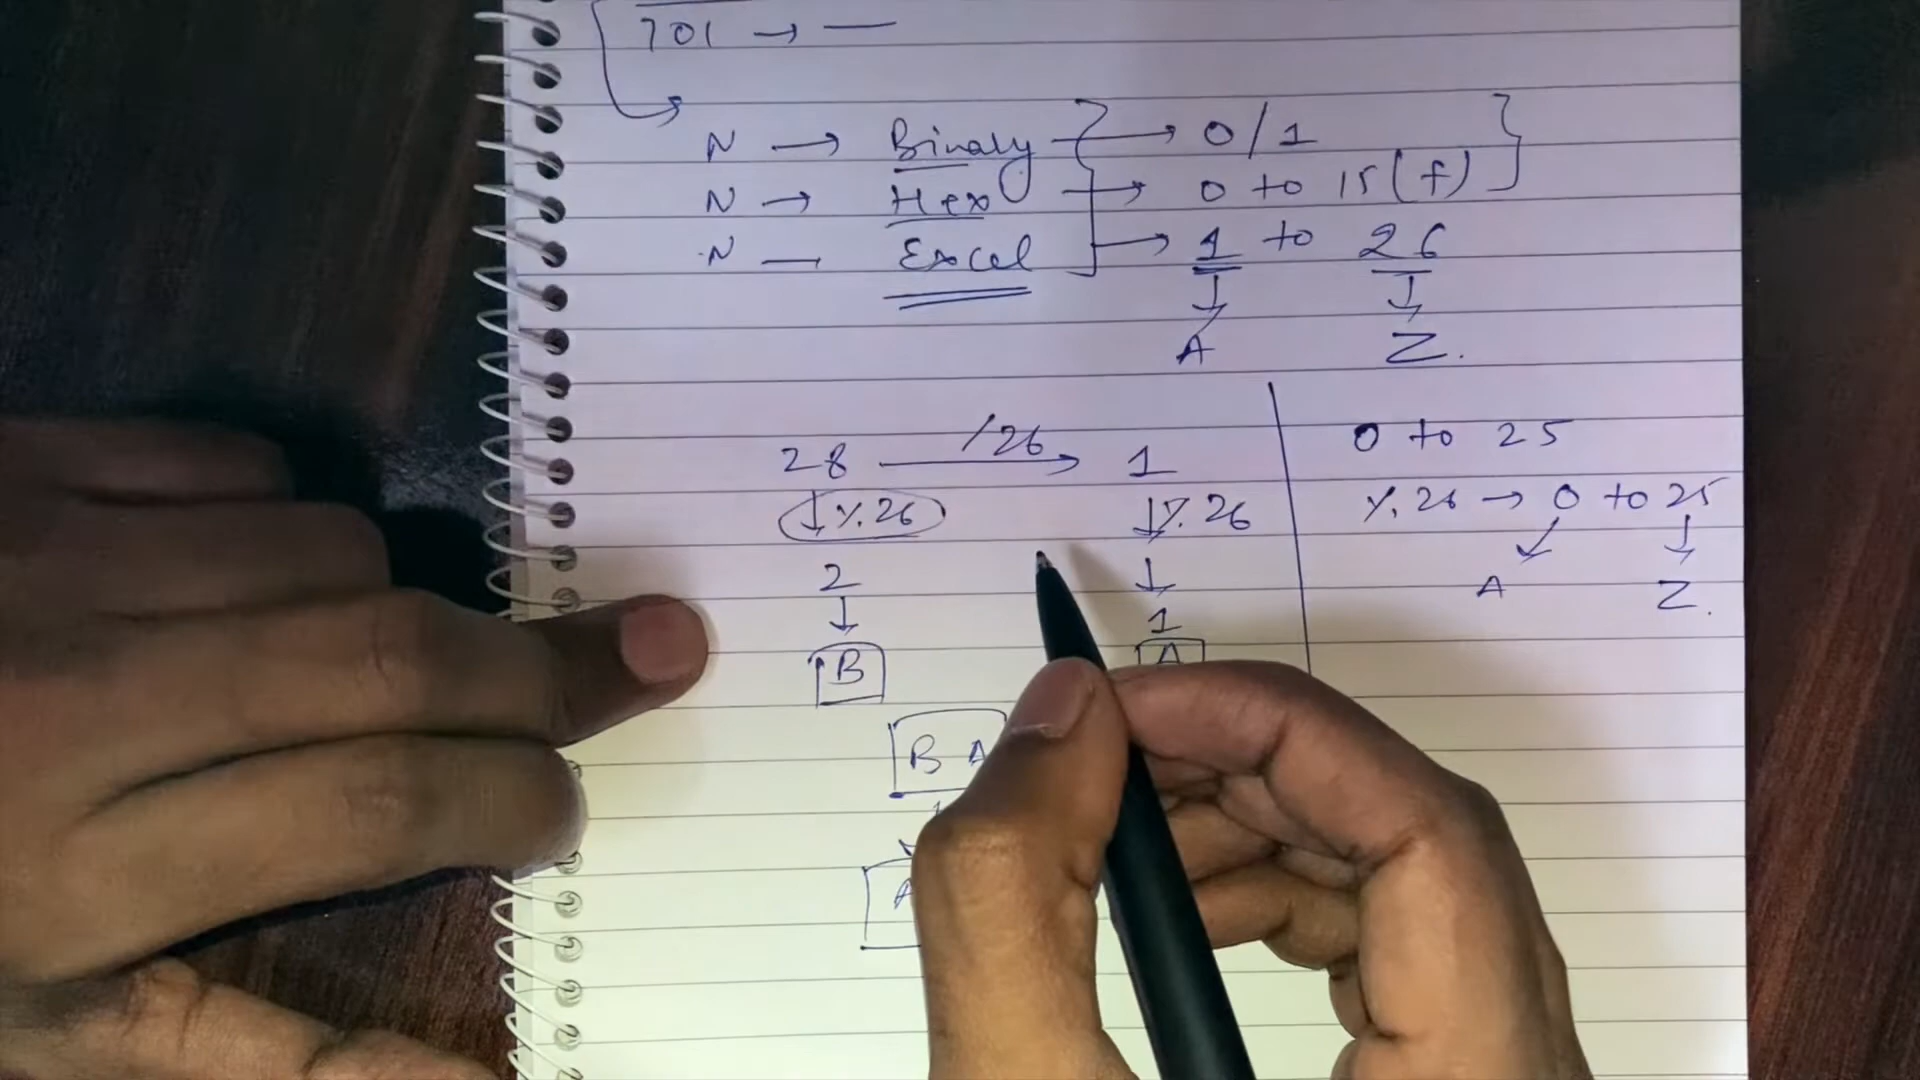 701 → —
N → Binary → 0/1
N → Hex → 0 to 15 (f)
N — Excel → 1 to 26
↓ ↓
A Z.
28 /26 → 1
↓ % 26 ↓ % 26
2 ↓
↓ 1
B A
B A
A
0 to 25
% 26 → 0 to 25
↙ ↓
A Z.